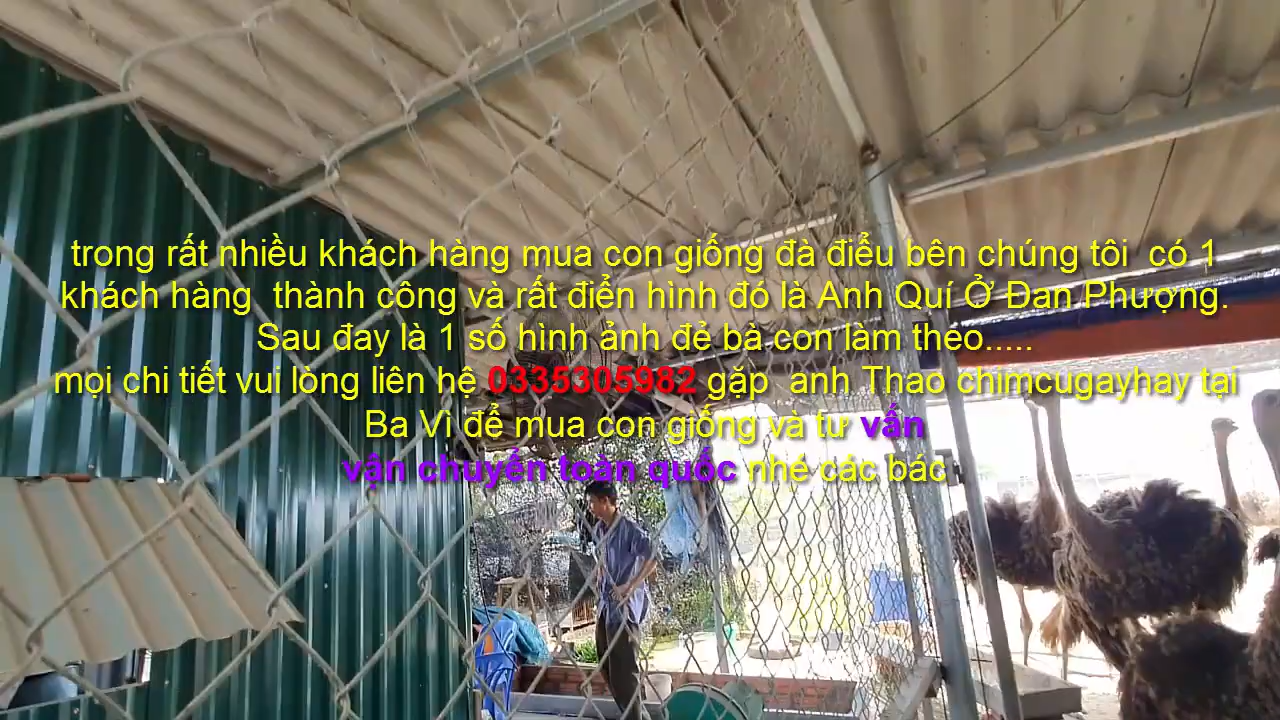 trong rất nhiều khách hàng mua con giống đà điểu bên chúng tôi có 1
khách hàng thành công và rất điển hình đó là Anh Quí Ở Đan Phượng.
Sau đay là 1 số hình ảnh đẻ bà con làm theo.....
mọi chi tiết vui lòng liên hệ 0335305982 gặp anh Thao chimcugayhay tại
Ba Vì để mua con giống và tư vấn
vận chuyển toàn quốc nhé các bác